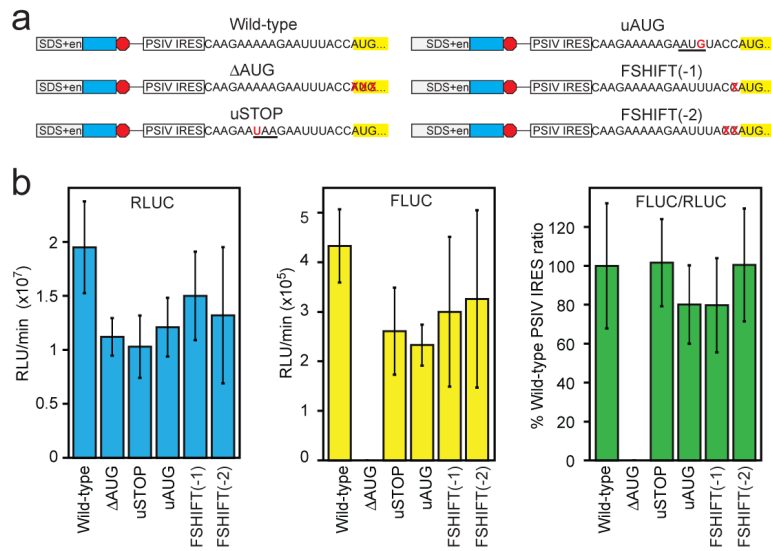 a
Wild-type
SDS+en PSIV IRES CAAGAAAAAGAAUUUACCAUG...
uAUG
SDS+en PSIV IRES CAAGAAAAAGAAUGUACCAUG...
ΔAUG
SDS+en PSIV IRES CAAGAAAAAGAAUUUACCAUG...
FSHIFT(-1)
SDS+en PSIV IRES CAAGAAAAAGAAUUUACCAUG...
uSTOP
SDS+en PSIV IRES CAAGAAUAAGAAUUUACCAUG...
FSHIFT(-2)
SDS+en PSIV IRES CAAGAAAAAGAAUUUACCAUG...
b
RLUC
RLU/min (x10⁷)
2
1.5
1
0.5
Wild-type
ΔAUG
uSTOP
uAUG
FSHIFT(-1)
FSHIFT(-2)
FLUC
RLU/min (x10⁵)
5
4
3
2
1
0
Wild-type
ΔAUG
uSTOP
uAUG
FSHIFT(-1)
FSHIFT(-2)
FLUC/RLUC
% Wild-type PSIV IRES ratio
120
100
80
60
40
20
0
Wild-type
ΔAUG
uSTOP
uAUG
FSHIFT(-1)
FSHIFT(-2)